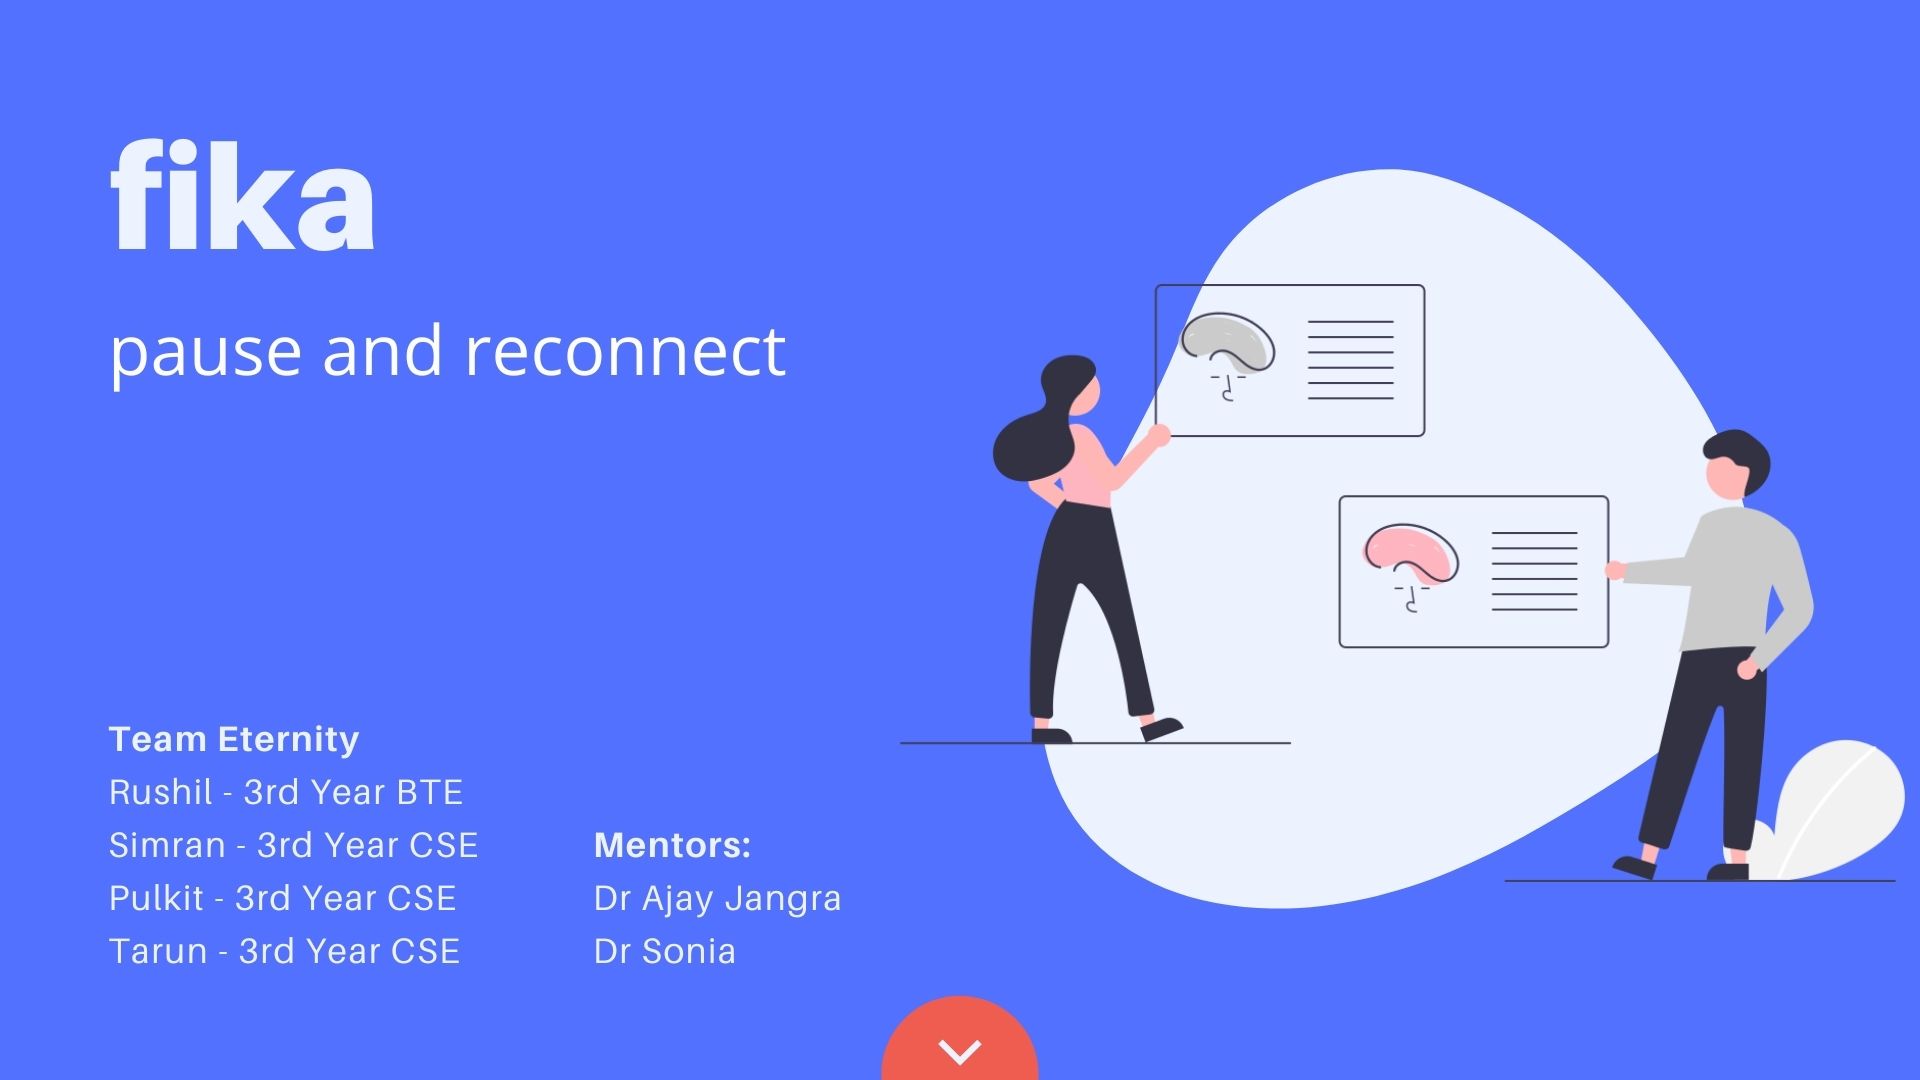 fika
pause and reconnect
Team Eternity
Rushil - 3rd Year BTE
Simran - 3rd Year CSE
Pulkit - 3rd Year CSE
Tarun - 3rd Year CSE
Mentors:
Dr Ajay Jangra
Dr Sonia